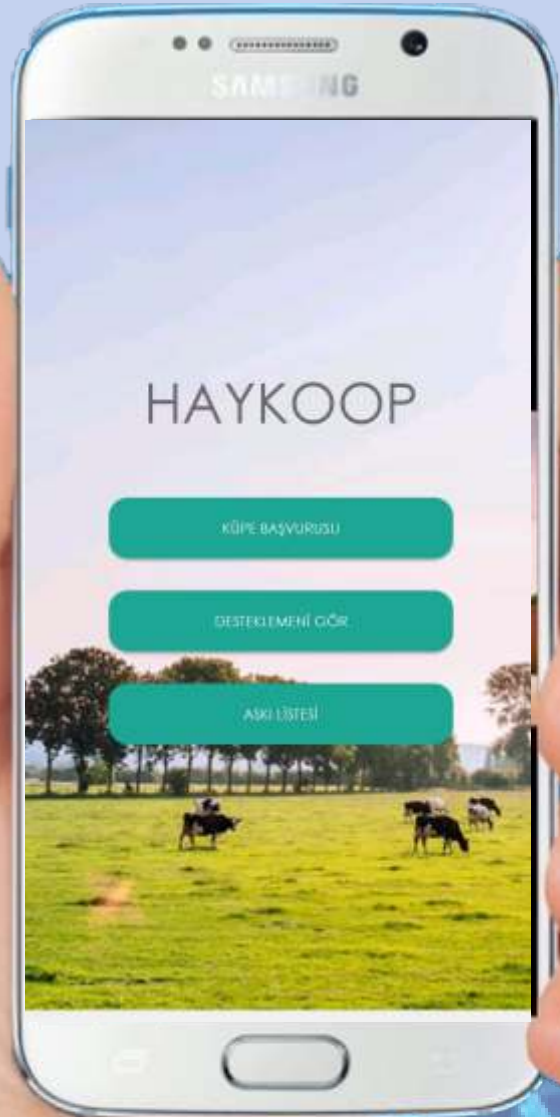 SAMSUNG
HAYKOOP
KÜPE BAŞVURUSU
DESTEKLEMENİ GÖR
ASKI LİSTESİ